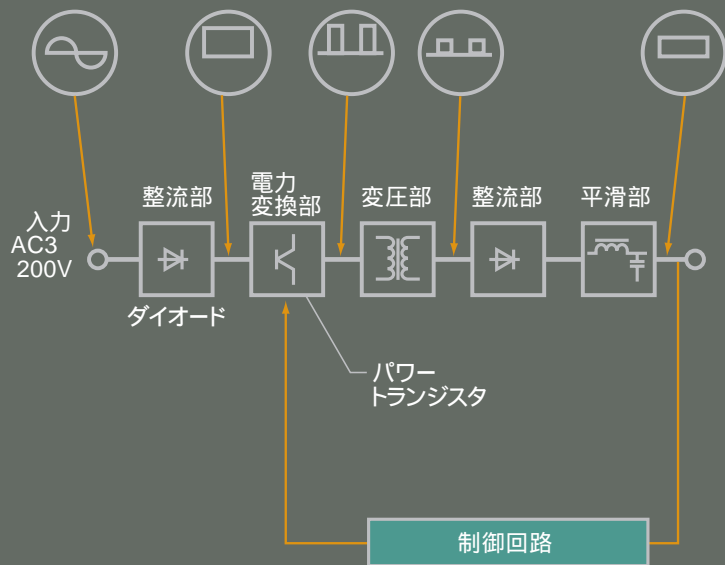 整流部
電力
変換部
変圧部
整流部
平滑部
入力
AC3
200V
ダイオード
パワー
トランジスタ
制御回路